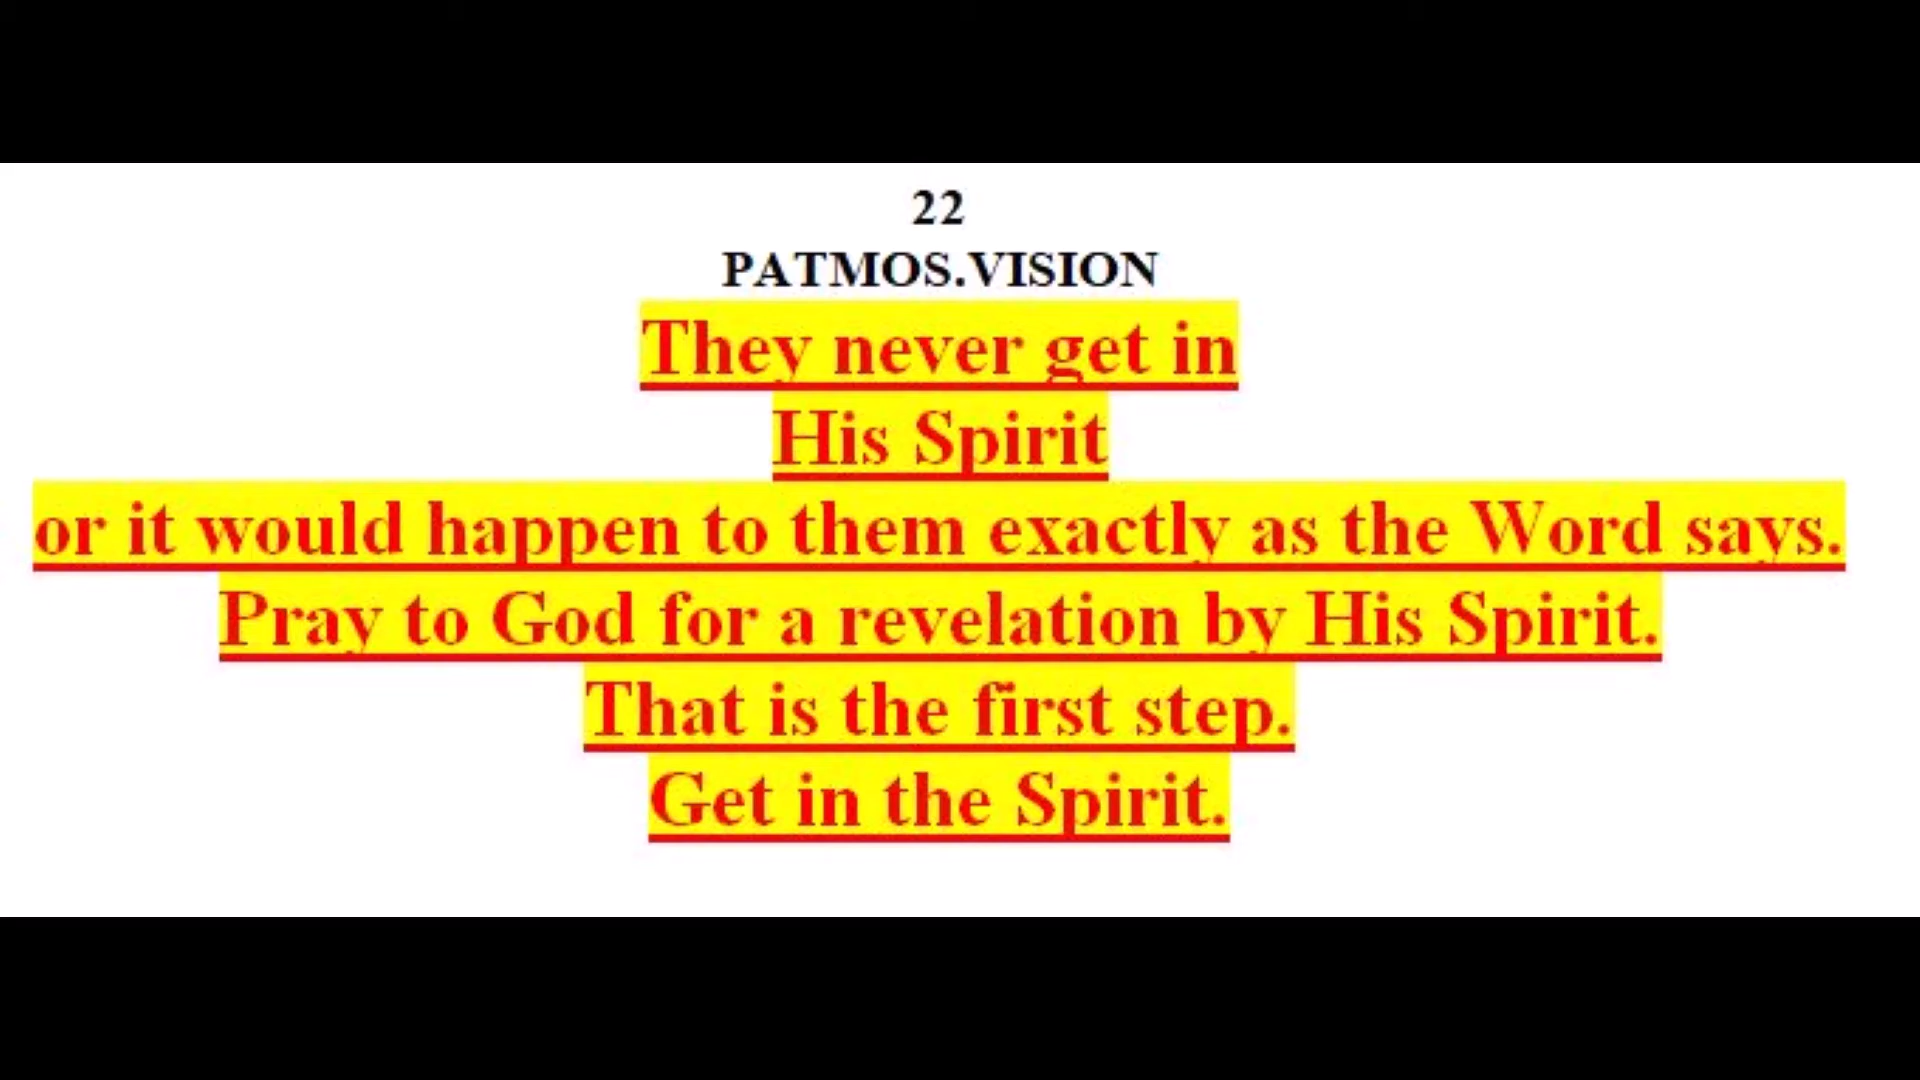 22
PATMOS.VISION
They never get in
His Spirit
or it would happen to them exactly as the Word says.
Pray to God for a revelation by His Spirit.
That is the first step.
Get in the Spirit.